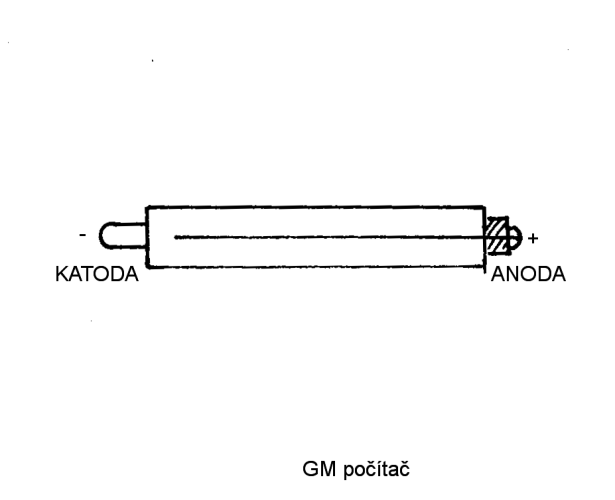 - +
KATODA ANODA
GM počítač